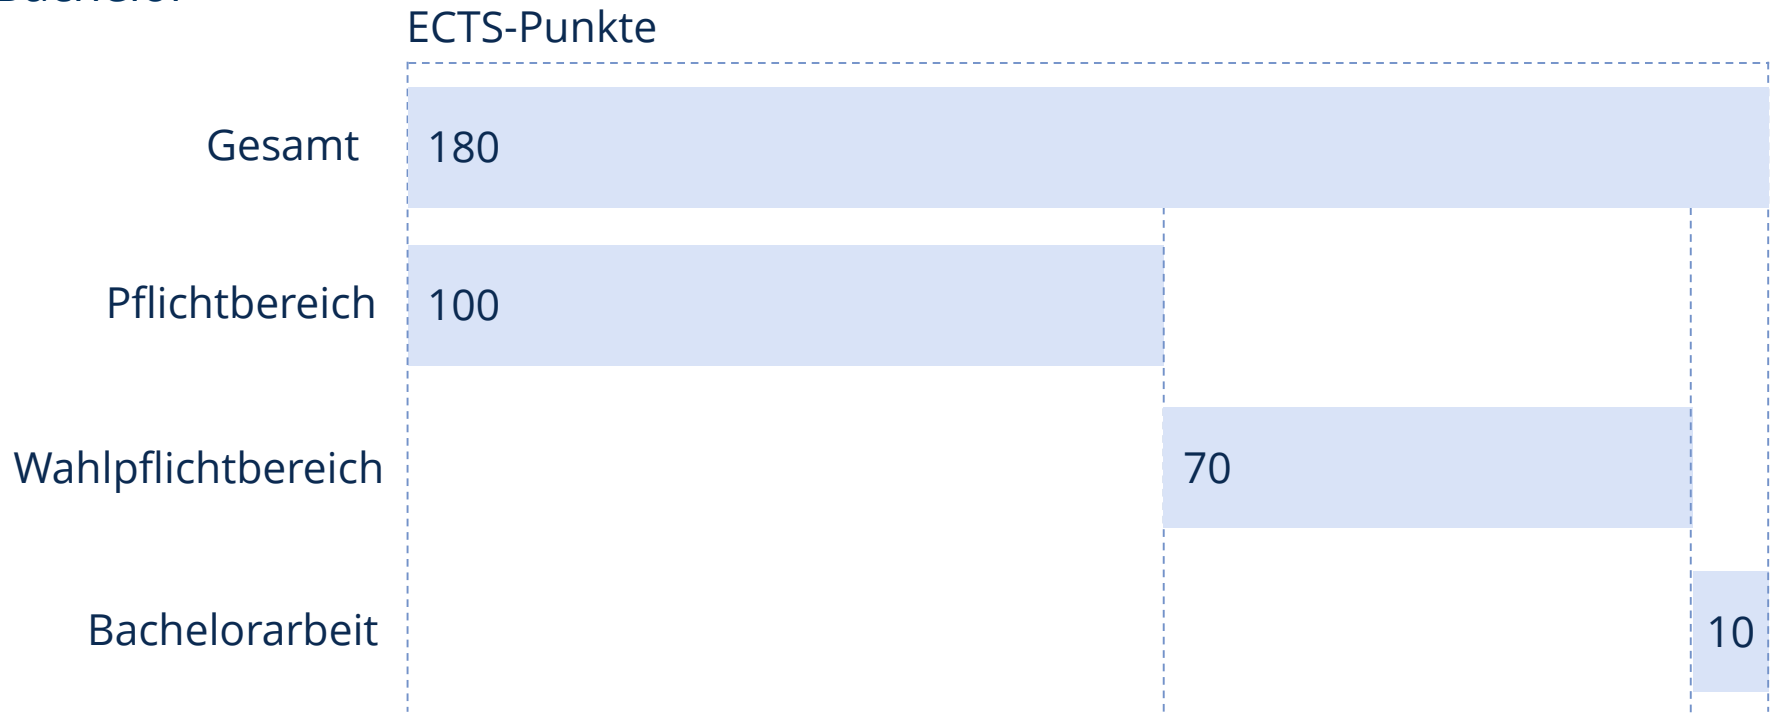 ECTS-Punkte
Gesamt 180
Pflichtbereich 100
Wahlpflichtbereich 70
Bachelorarbeit 10